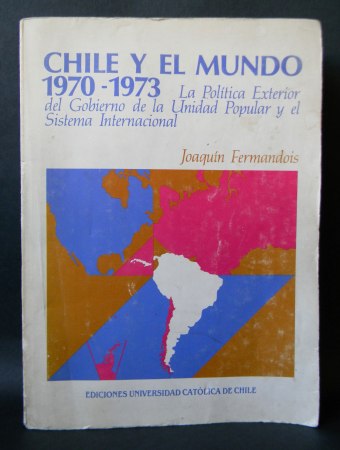 CHILE Y EL MUNDO
1970-1973 La Política Exterior
del Gobierno de la Unidad Popular y el
Sistema Internacional
Joaquín Fermandois
EDICIONES UNIVERSIDAD CATÓLICA DE CHILE